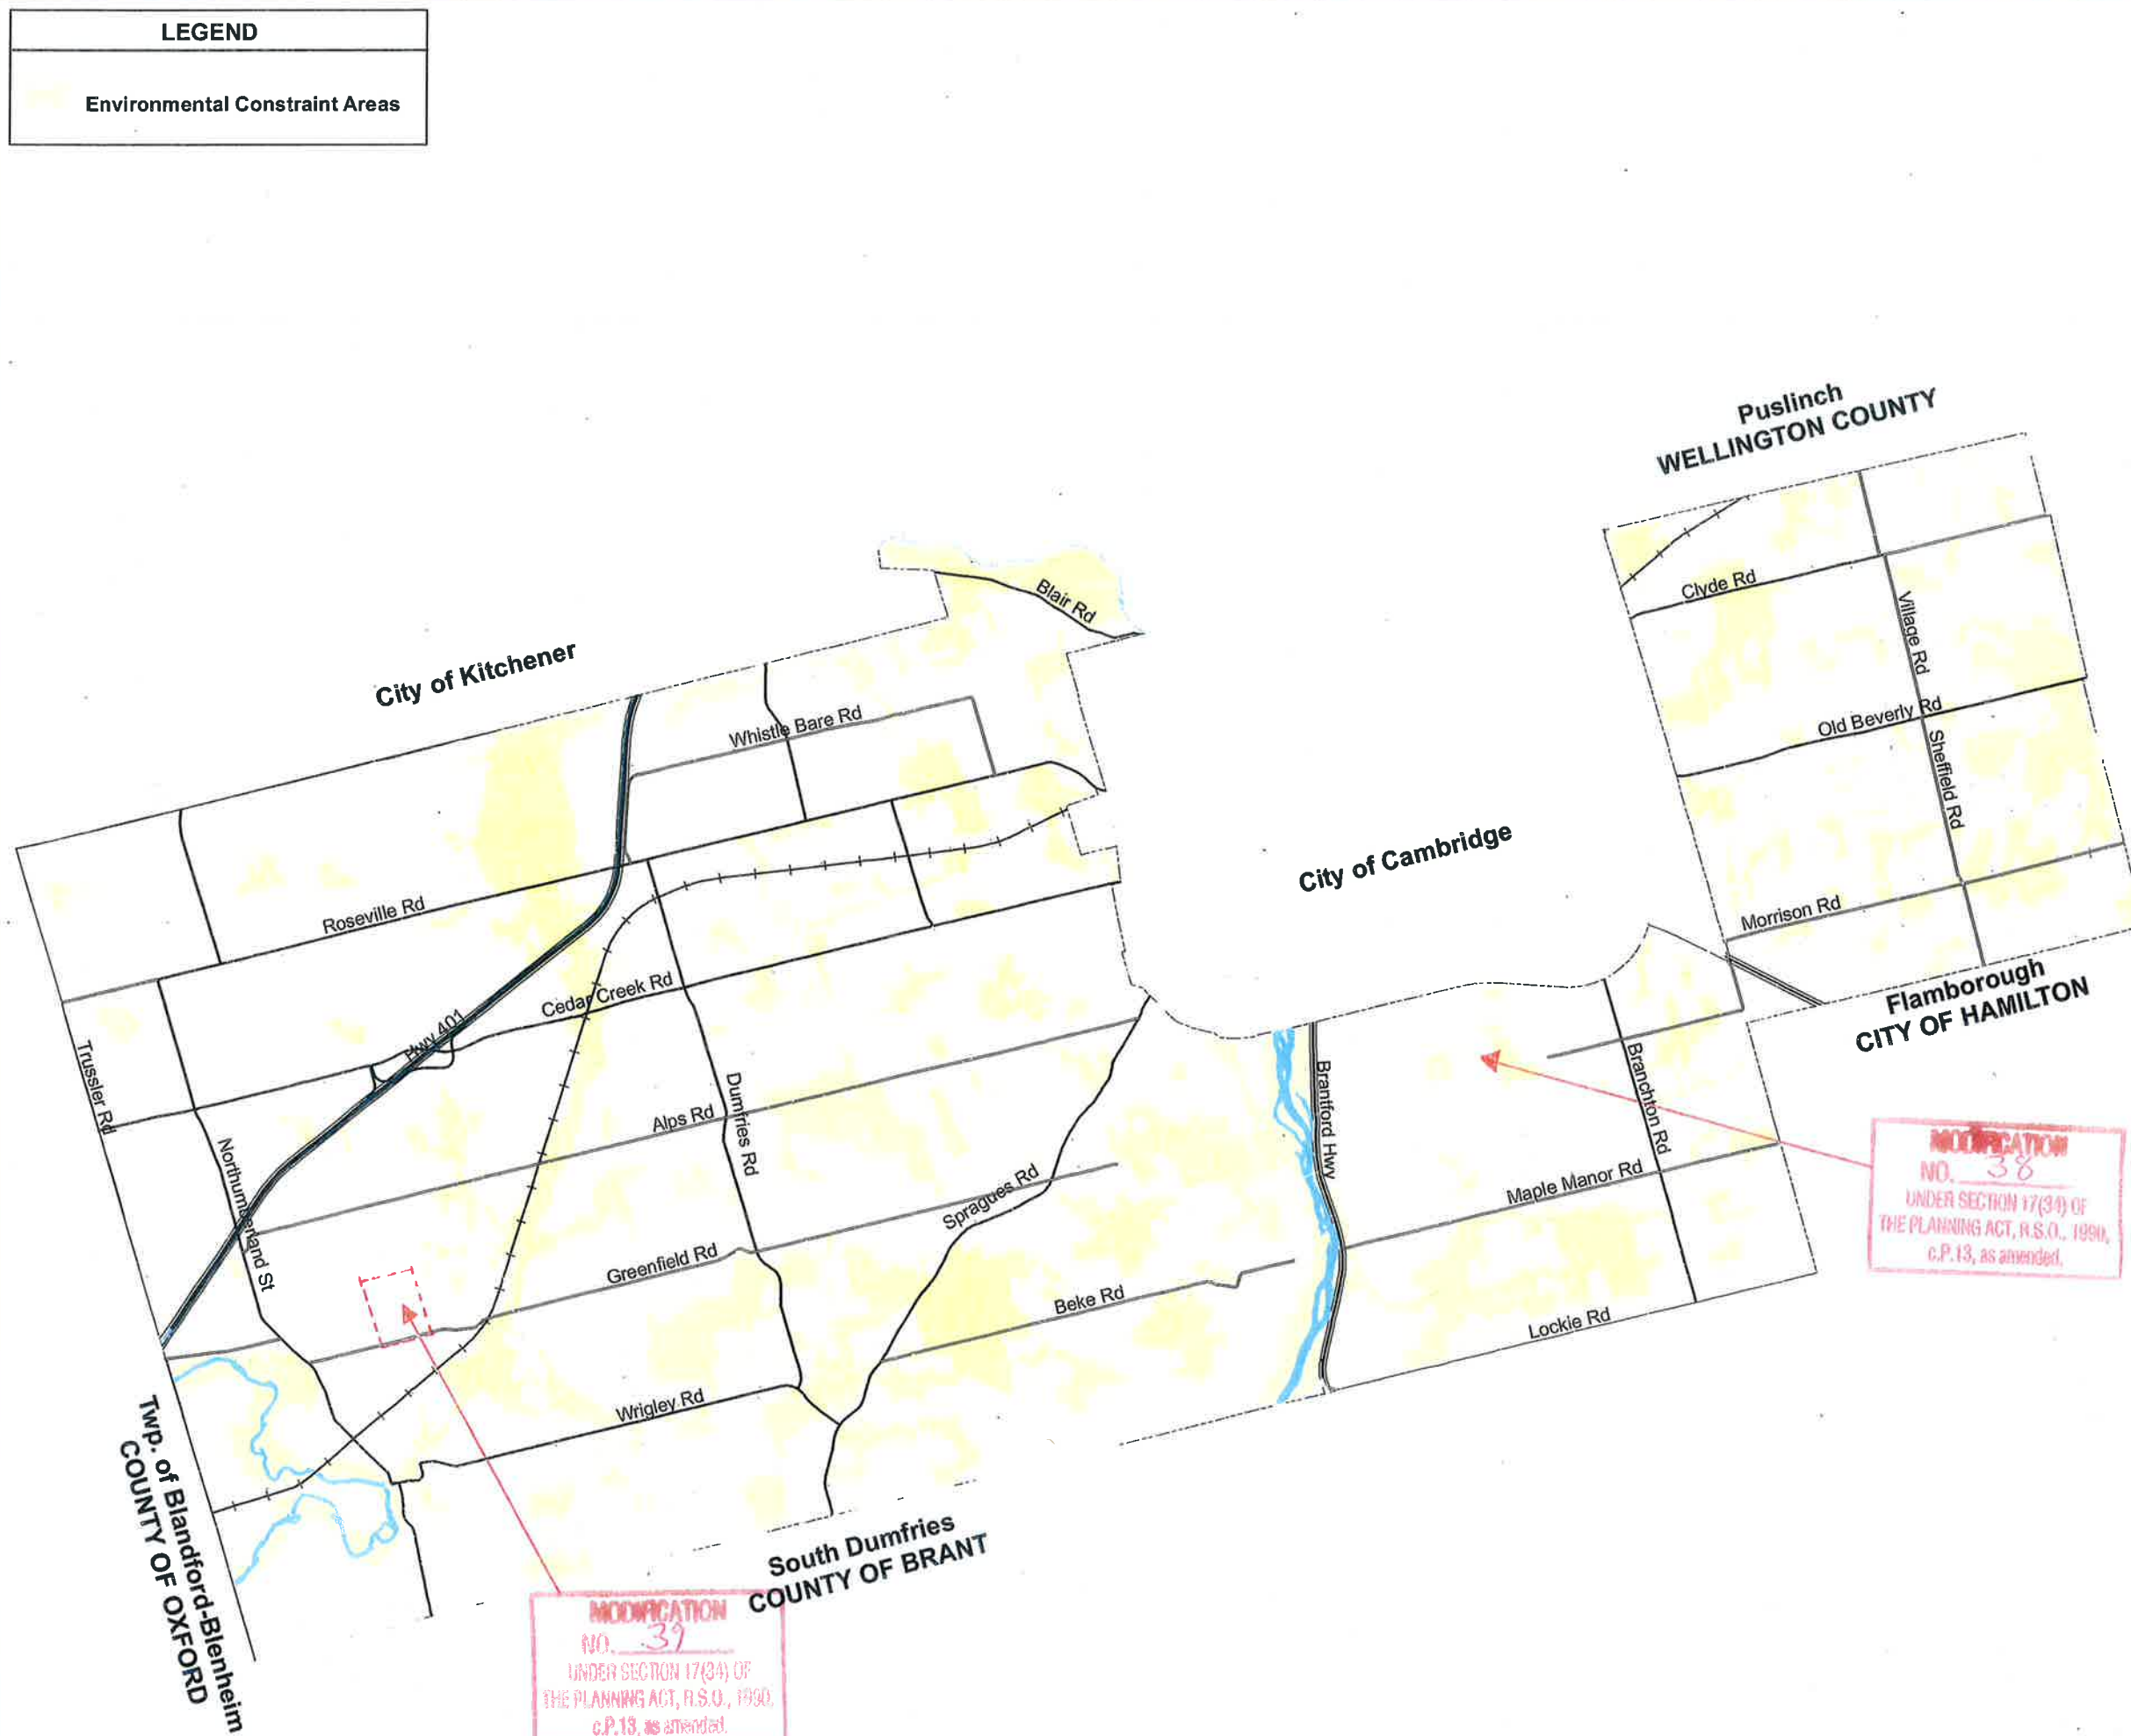 LEGEND
Environmental Constraint Areas
Puslinch
WELLINGTON COUNTY
Blair Rd
Clyde Rd
Village Rd
City of Kitchener
Whistle Bare Rd
Old Beverly Rd
Sheffield Rd
City of Cambridge
Roseville Rd
Morrison Rd
Cedar Creek Rd
Hwy 401
Flamborough
CITY OF HAMILTON
Trussler Rd
Alps Rd
Dumfries Rd
Brantford Hwy
Branchton Rd
Northumberland St
Spragues Rd
Maple Manor Rd
MODIFICATION
NO. 38
UNDER SECTION 17(34) OF
THE PLANNING ACT, R.S.O., 1990,
c.P.13, as amended.
Greenfield Rd
Beke Rd
Lockie Rd
Wrigley Rd
Twp. of Blandford-Blenheim
COUNTY OF OXFORD
South Dumfries
COUNTY OF BRANT
MODIFICATION
NO. 39
UNDER SECTION 17(34) OF
THE PLANNING ACT, R.S.O., 1990,
c.P.13, as amended.